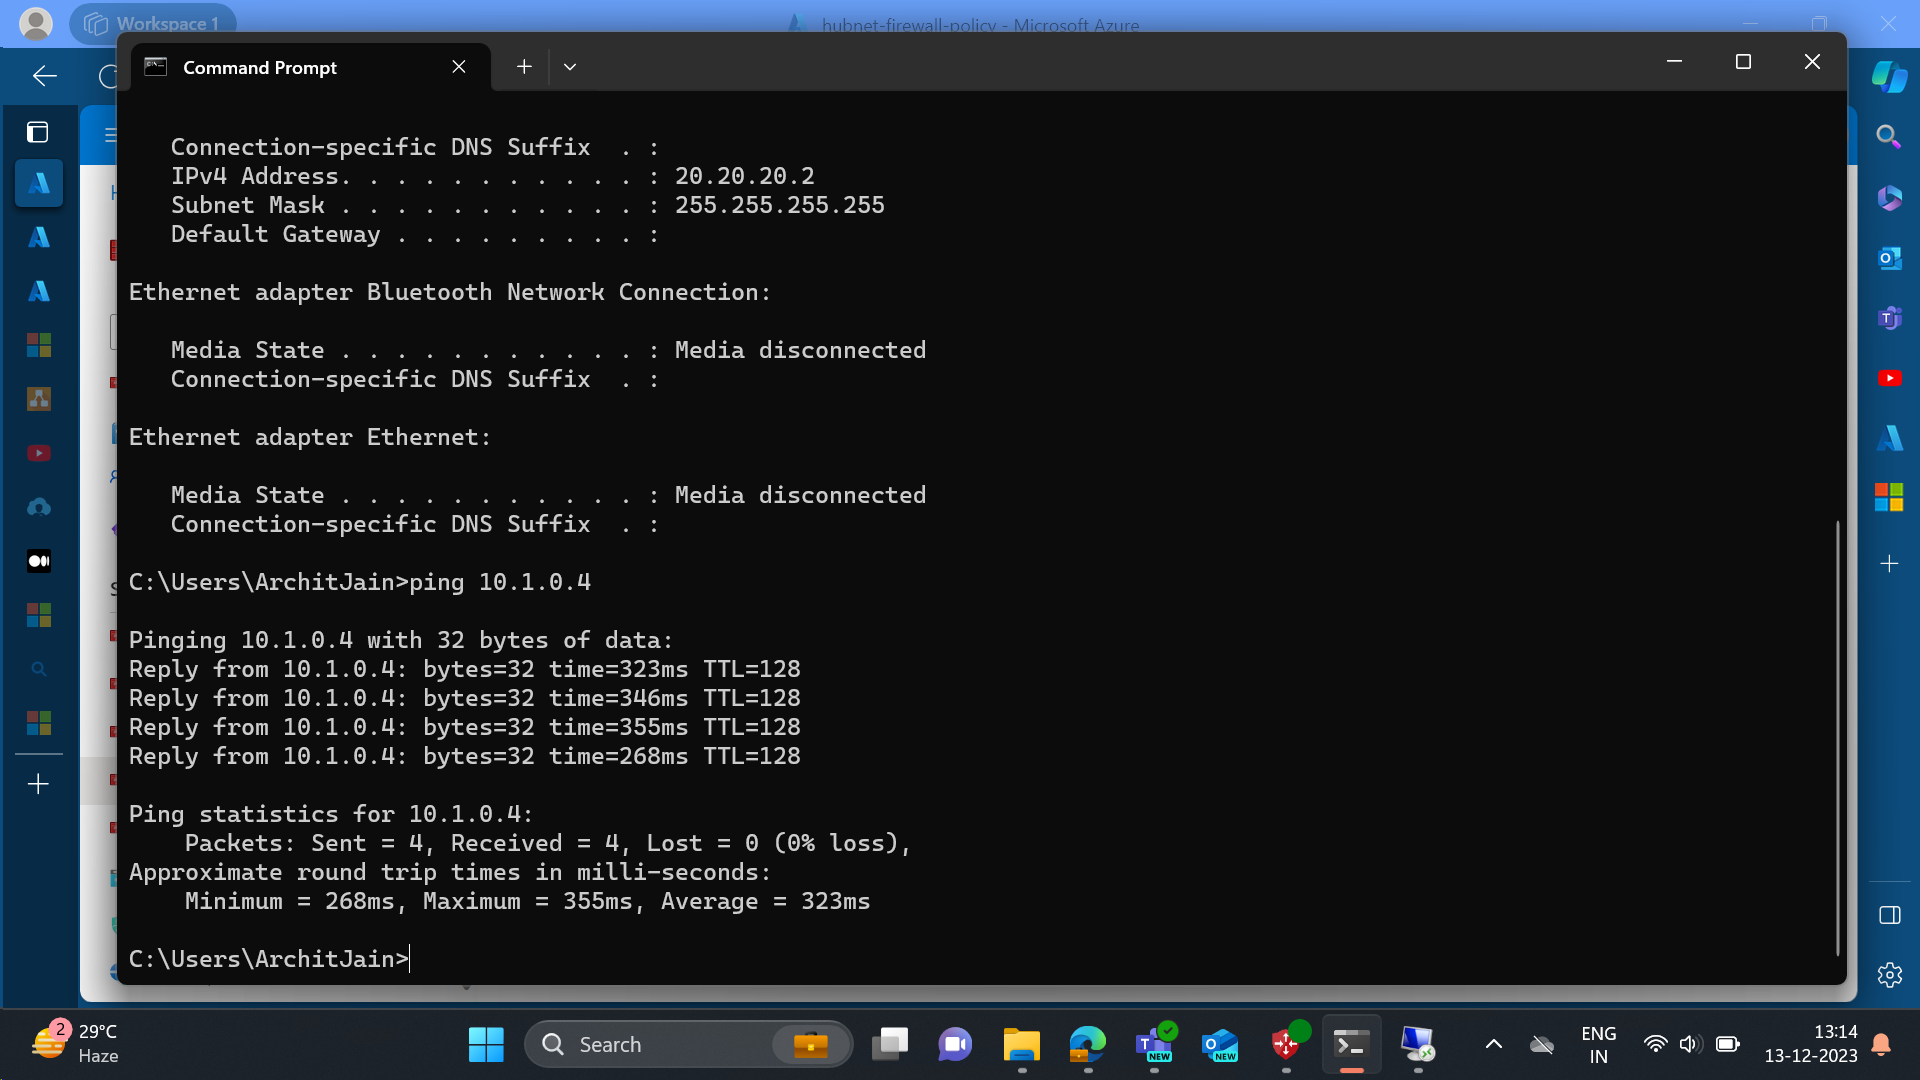 Workspace 1
hubnet-firewall-policy - Microsoft Azure
Command Prompt
Connection-specific DNS Suffix  . :
IPv4 Address. . . . . . . . . . . : 20.20.20.2
Subnet Mask . . . . . . . . . . . : 255.255.255.255
Default Gateway . . . . . . . . . :
Ethernet adapter Bluetooth Network Connection:
Media State . . . . . . . . . . . : Media disconnected
Connection-specific DNS Suffix  . :
Ethernet adapter Ethernet:
Media State . . . . . . . . . . . : Media disconnected
Connection-specific DNS Suffix  . :
C:\Users\ArchitJain>ping 10.1.0.4
Pinging 10.1.0.4 with 32 bytes of data:
Reply from 10.1.0.4: bytes=32 time=323ms TTL=128
Reply from 10.1.0.4: bytes=32 time=346ms TTL=128
Reply from 10.1.0.4: bytes=32 time=355ms TTL=128
Reply from 10.1.0.4: bytes=32 time=268ms TTL=128
Ping statistics for 10.1.0.4:
Packets: Sent = 4, Received = 4, Lost = 0 (0% loss),
Approximate round trip times in milli-seconds:
Minimum = 268ms, Maximum = 355ms, Average = 323ms
C:\Users\ArchitJain>
2
29°C
Haze
Search
NEW
NEW
ENG
IN
13:14
13-12-2023